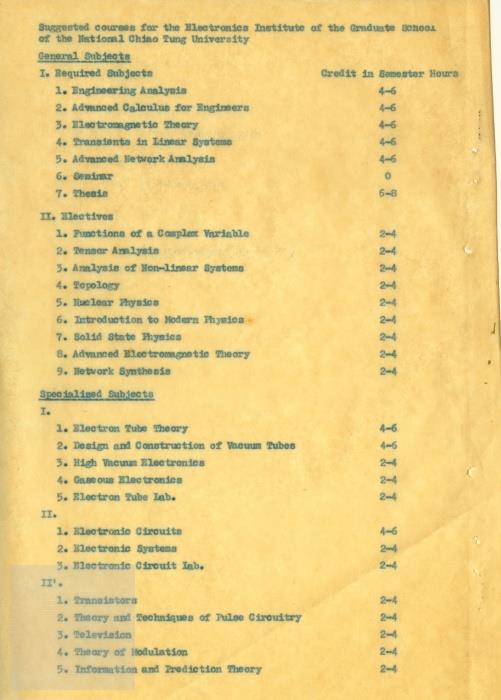 Suggested courses for the Electronics Institute of the Graduate School
of the National Chiao Tung University
General Subjects
I. Required Subjects Credit in Semester Hours
1. Engineering Analysis 4-6
2. Advanced Calculus for Engineers 4-6
3. Electromagnetic Theory 4-6
4. Transients in Linear Systems 4-6
5. Advanced Network Analysis 4-6
6. Seminar 0
7. Thesis 6-8
II. Electives
1. Functions of a Complex Variable 2-4
2. Tensor Analysis 2-4
3. Analysis of Non-linear Systems 2-4
4. Topology 2-4
5. Nuclear Physics 2-4
6. Introduction to Modern Physics 2-4
7. Solid State Physics 2-4
8. Advanced Electromagnetic Theory 2-4
9. Network Synthesis 2-4
Specialized Subjects
I.
1. Electron Tube Theory 4-6
2. Design and Construction of Vacuum Tubes 4-6
3. High Vacuum Electronics 2-4
4. Gaseous Electronics 2-4
5. Electron Tube Lab. 2-4
II.
1. Electronic Circuits 4-6
2. Electronic Systems 2-4
3. Electronic Circuit Lab. 2-4
II'.
1. Transistors 2-4
2. Theory and Techniques of Pulse Circuitry 2-4
3. Television 2-4
4. Theory of Modulation 2-4
5. Information and Prediction Theory 2-4